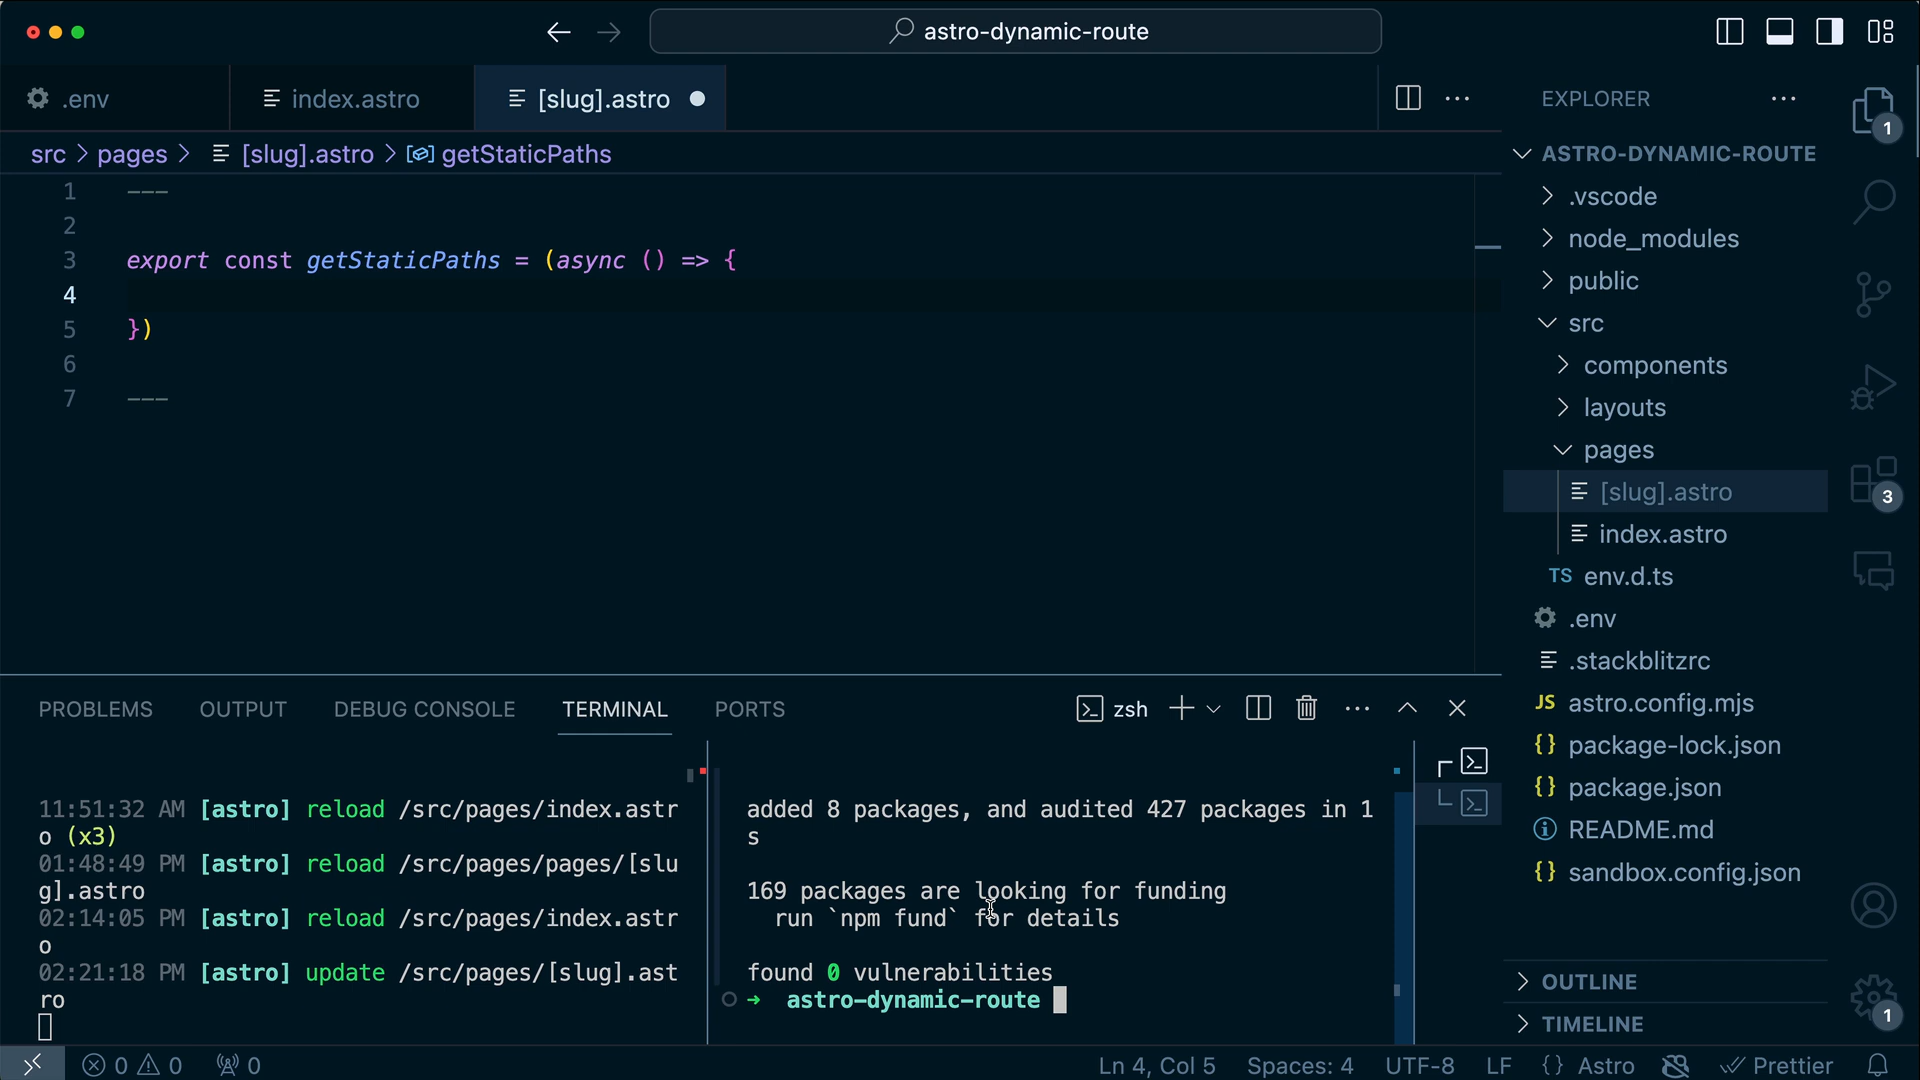 astro-dynamic-route
.env
index.astro
[slug].astro
src > pages > [slug].astro > getStaticPaths
1 ---
2
3 export const getStaticPaths = (async () => {
4
5 })
6
7 ---
EXPLORER
ASTRO-DYNAMIC-ROUTE
.vscode
node_modules
public
src
components
layouts
pages
[slug].astro
index.astro
TS env.d.ts
.env
.stackblitzrc
JS astro.config.mjs
{} package-lock.json
{} package.json
README.md
{} sandbox.config.json
OUTLINE
TIMELINE
1
3
1
PROBLEMS OUTPUT DEBUG CONSOLE TERMINAL PORTS
zsh
11:51:32 AM [astro] reload /src/pages/index.astr
o (x3)
01:48:49 PM [astro] reload /src/pages/pages/[slu
g].astro
02:14:05 PM [astro] reload /src/pages/index.astr
o
02:21:18 PM [astro] update /src/pages/[slug].ast
ro
added 8 packages, and audited 427 packages in 1
s
169 packages are looking for funding
run `npm fund` for details
found 0 vulnerabilities
➜ astro-dynamic-route
0 0 0
Ln 4, Col 5 Spaces: 4 UTF-8 LF {} Astro Prettier